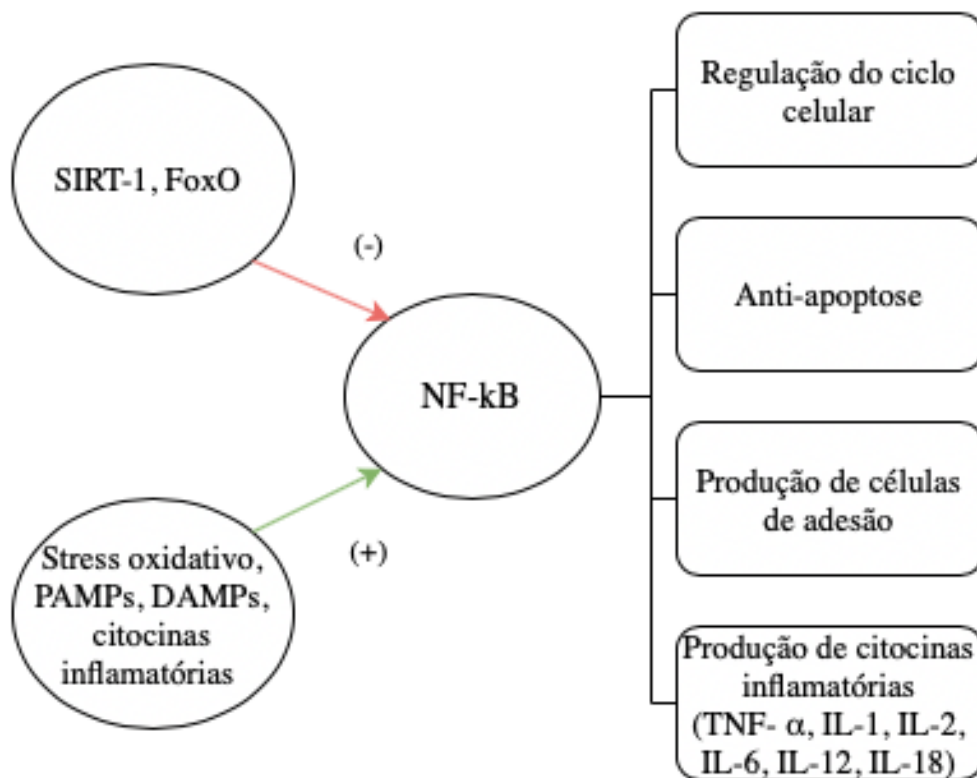 SIRT-1, FoxO
(-)
NF-kB
(+)
Stress oxidativo,
PAMPs, DAMPs,
citocinas
inflamatórias
Regulação do ciclo
celular
Anti-apoptose
Produção de células
de adesão
Produção de citocinas
inflamatórias
(TNF- α, IL-1, IL-2,
IL-6, IL-12, IL-18)